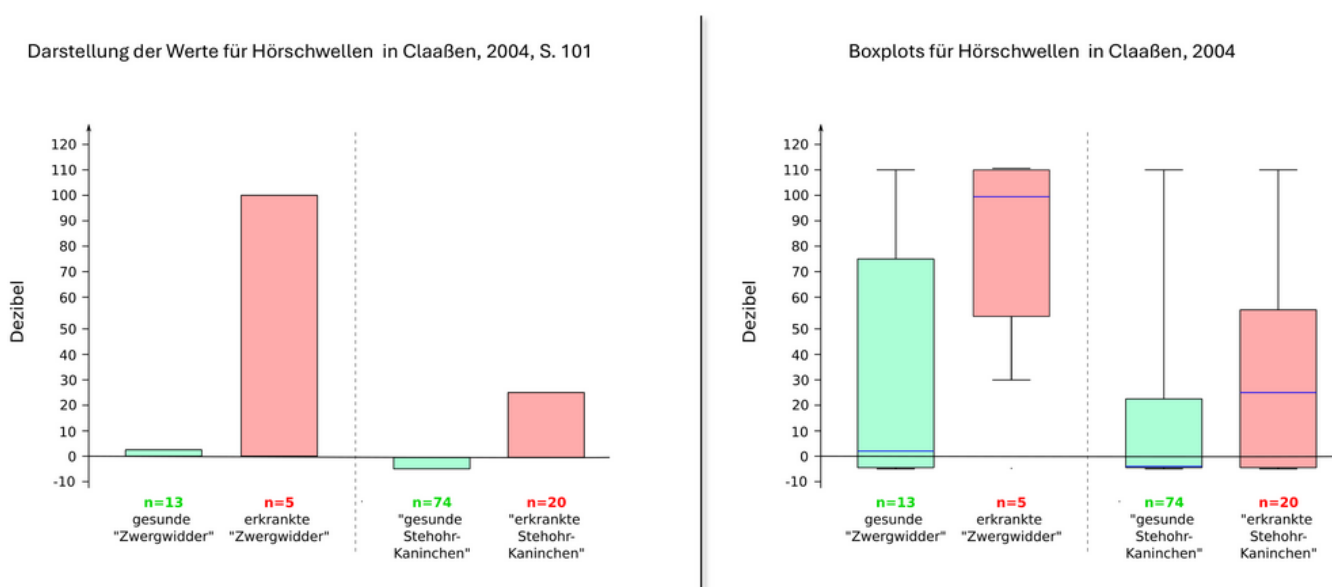 Darstellung der Werte für Hörschwellen in Claaßen, 2004, S. 101
Dezibel
120
110
100
90
80
70
60
50
40
30
20
10
0
-10
n=13
gesunde
"Zwergwidder"
n=5
erkrankte
"Zwergwidder"
n=74
"gesunde
Stehohr-
Kaninchen"
n=20
"erkrankte
Stehohr-
Kaninchen"
Boxplots für Hörschwellen in Claaßen, 2004
Dezibel
120
110
100
90
80
70
60
50
40
30
20
10
0
-10
n=13
gesunde
"Zwergwidder"
n=5
erkrankte
"Zwergwidder"
n=74
"gesunde
Stehohr-
Kaninchen"
n=20
"erkrankte
Stehohr-
Kaninchen"